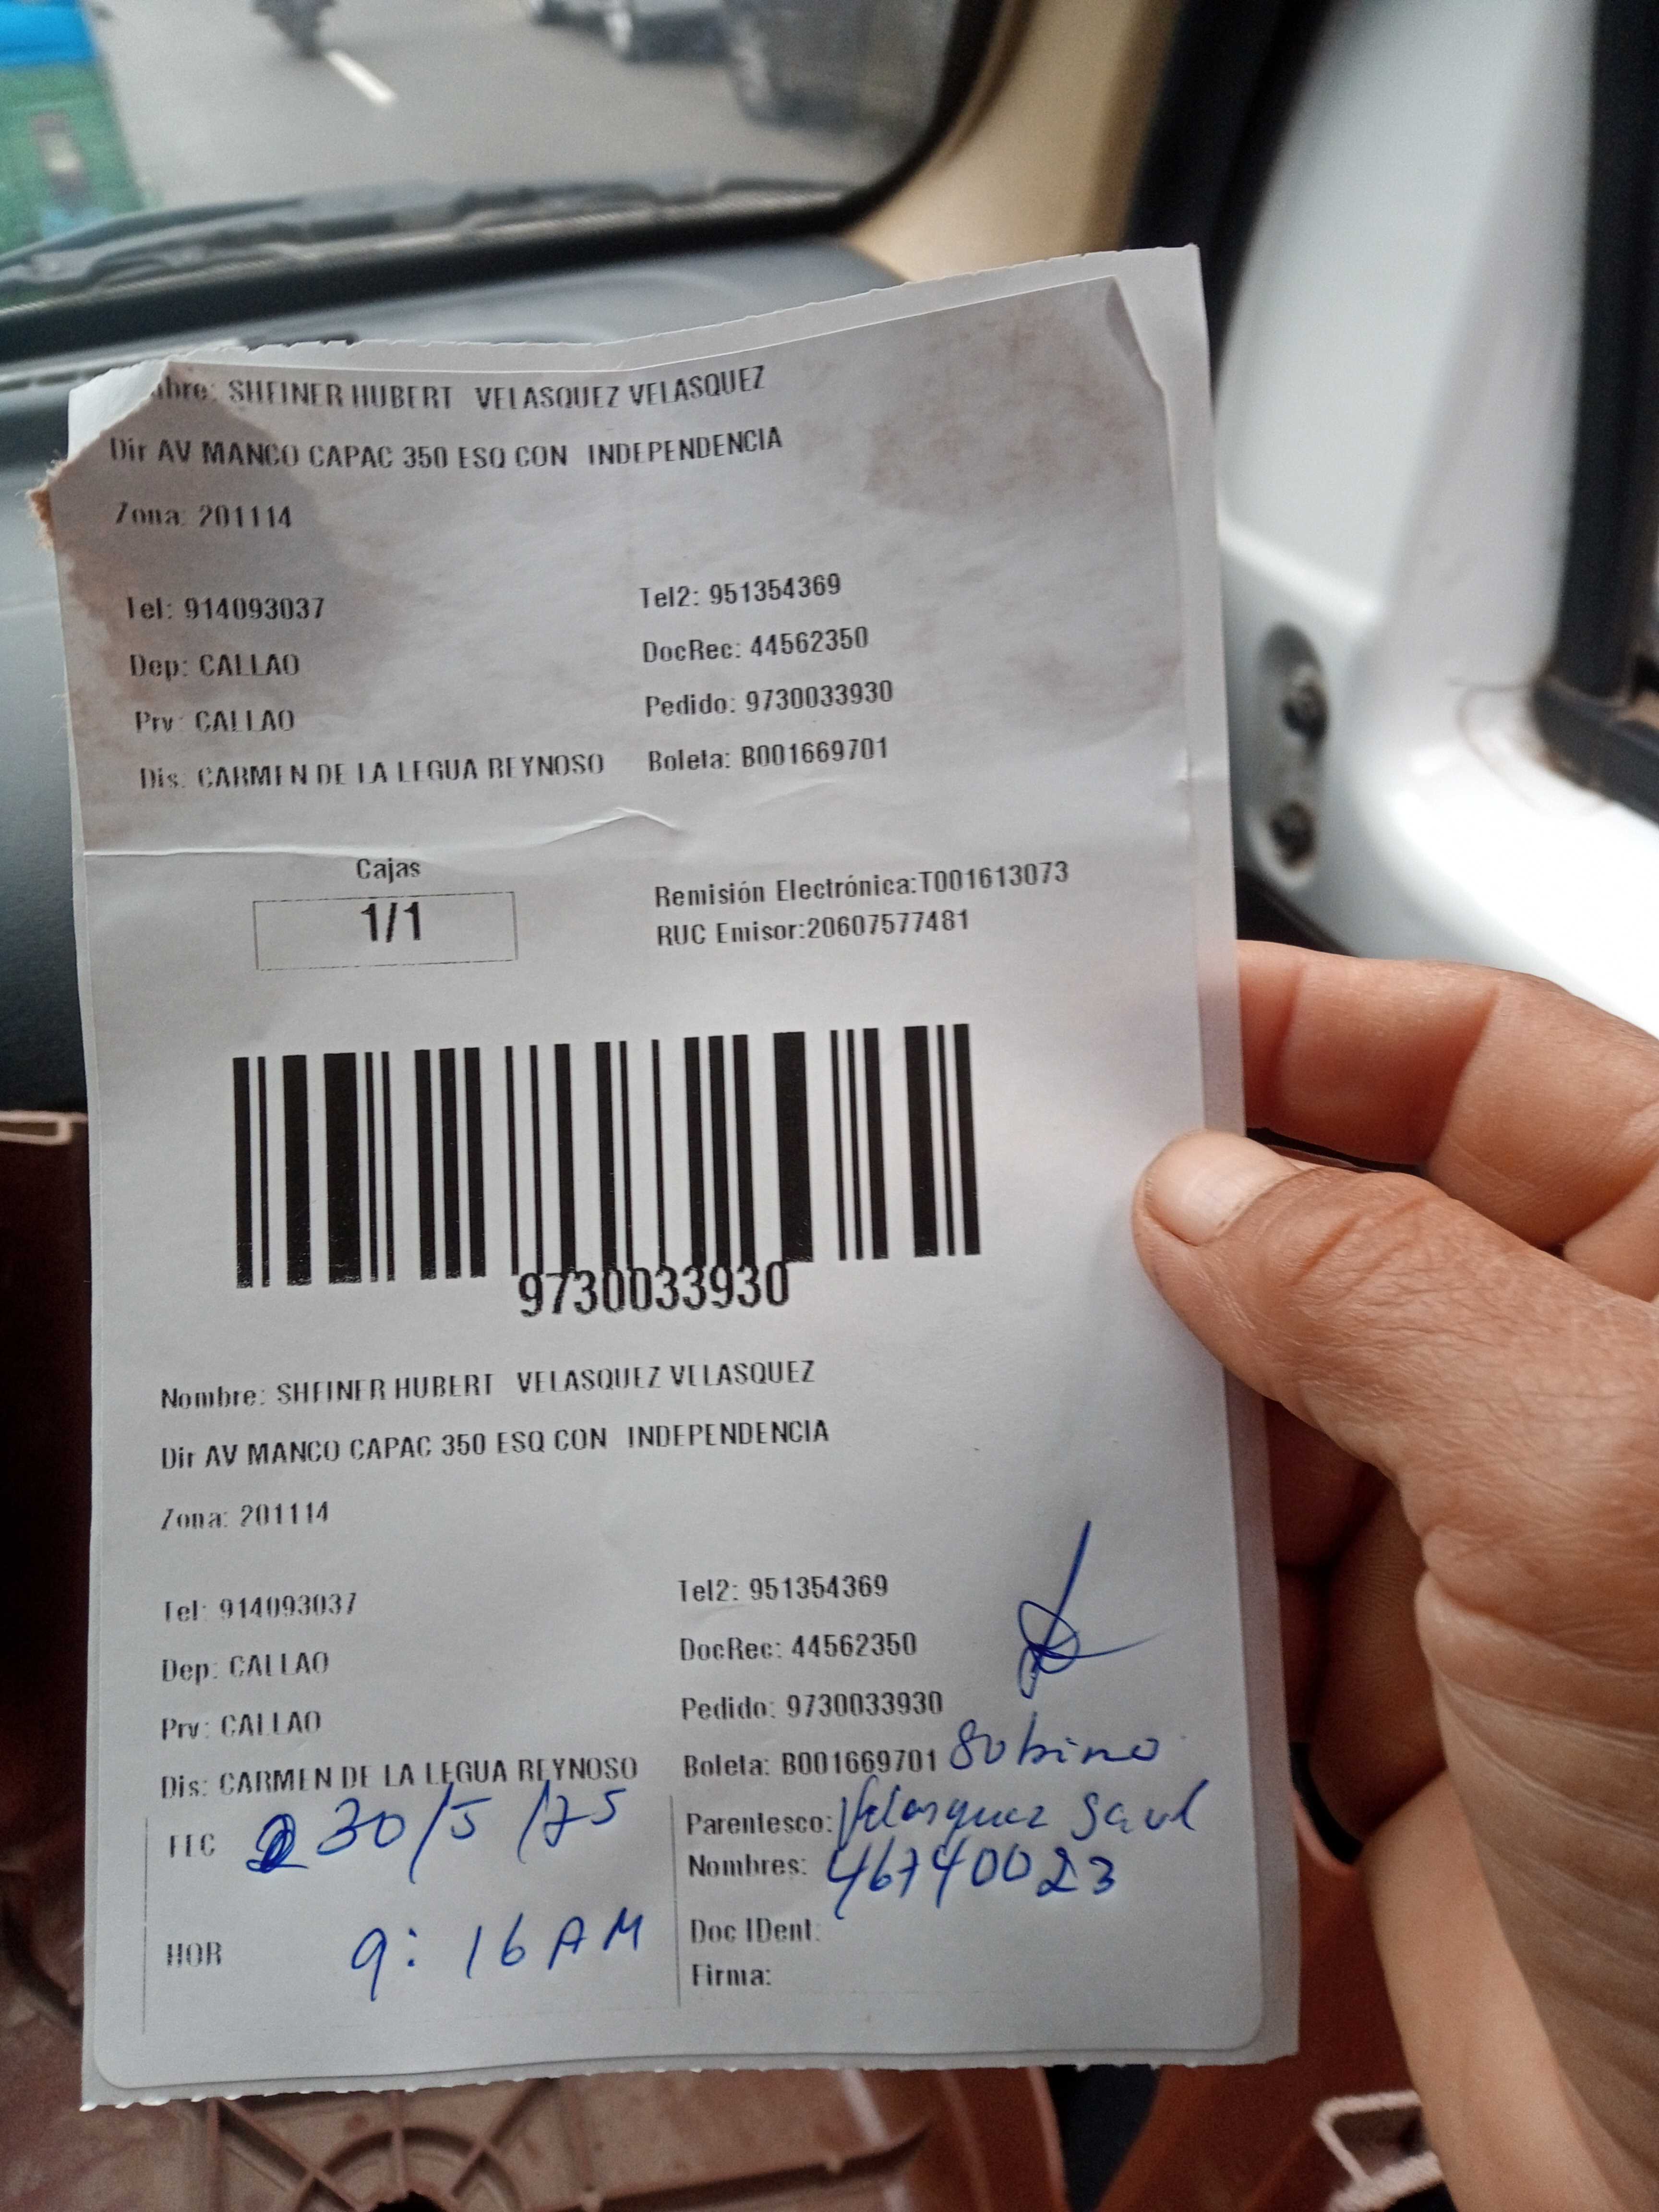 bre: SHEINER HUBERT VELASQUEZ VELASQUEZ
Dir AV MANCO CAPAC 350 ESQ CON INDEPENDENCIA
Zona: 201114
Tel: 914093037 Tel2: 951354369
Dep: CALLAO DocRec: 44562350
Prv: CALLAO Pedido: 9730033930
Dis: CARMEN DE LA LEGUA REYNOSO Boleta: B001669701
Cajas
1/1
Remisión Electrónica:T001613073
RUC Emisor:20607577481
9730033930
Nombre: SHEINER HUBERT VELASQUEZ VELASQUEZ
Dir AV MANCO CAPAC 350 ESQ CON INDEPENDENCIA
Zona: 201114
Tel: 914093037 Tel2: 951354369
Dep: CALLAO DocRec: 44562350
Prv: CALLAO Pedido: 9730033930
Dis: CARMEN DE LA LEGUA REYNOSO Boleta: B001669701 Sobrino
FEC 30/5/25 Parentesco: Velasquez Saul
Nombres: 46740023
HOR 9:16 AM Doc IDent:
Firma: